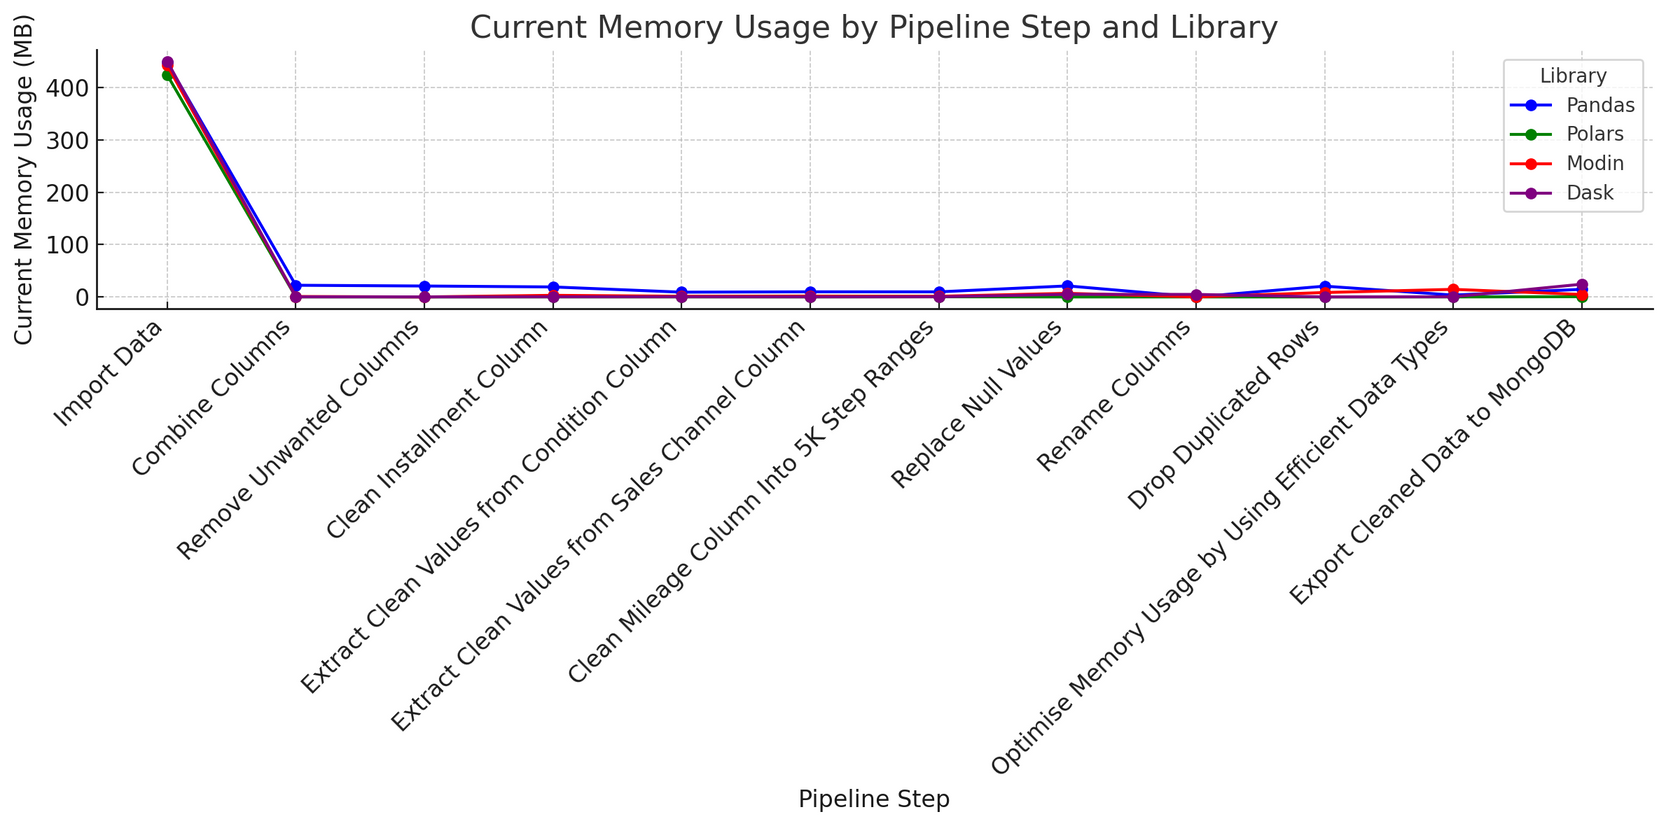 Current Memory Usage by Pipeline Step and Library
Current Memory Usage (MB)
400
300
200
100
0
Library
Pandas
Polars
Modin
Dask
Import Data
Combine Columns
Remove Unwanted Columns
Clean Installment Column
Extract Clean Values from Condition Column
Extract Clean Values from Sales Channel Column
Clean Mileage Column Into 5K Step Ranges
Replace Null Values
Rename Columns
Drop Duplicated Rows
Optimise Memory Usage by Using Efficient Data Types
Export Cleaned Data to MongoDB
Pipeline Step